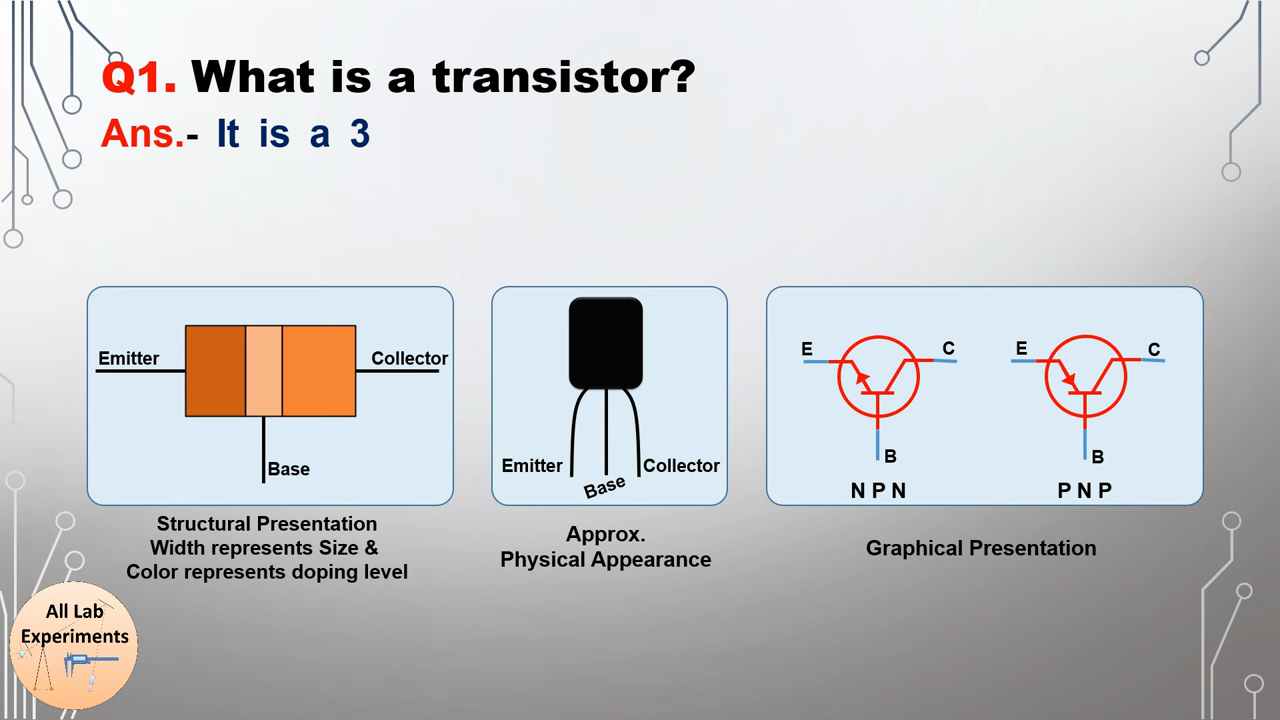 Q1. What is a transistor?
Ans.- It is a 3
Emitter
Collector
Base
Structural Presentation
Width represents Size &
Color represents doping level
Emitter
Base
Collector
Approx.
Physical Appearance
E
C
B
N P N
E
C
B
P N P
Graphical Presentation
All Lab
Experiments